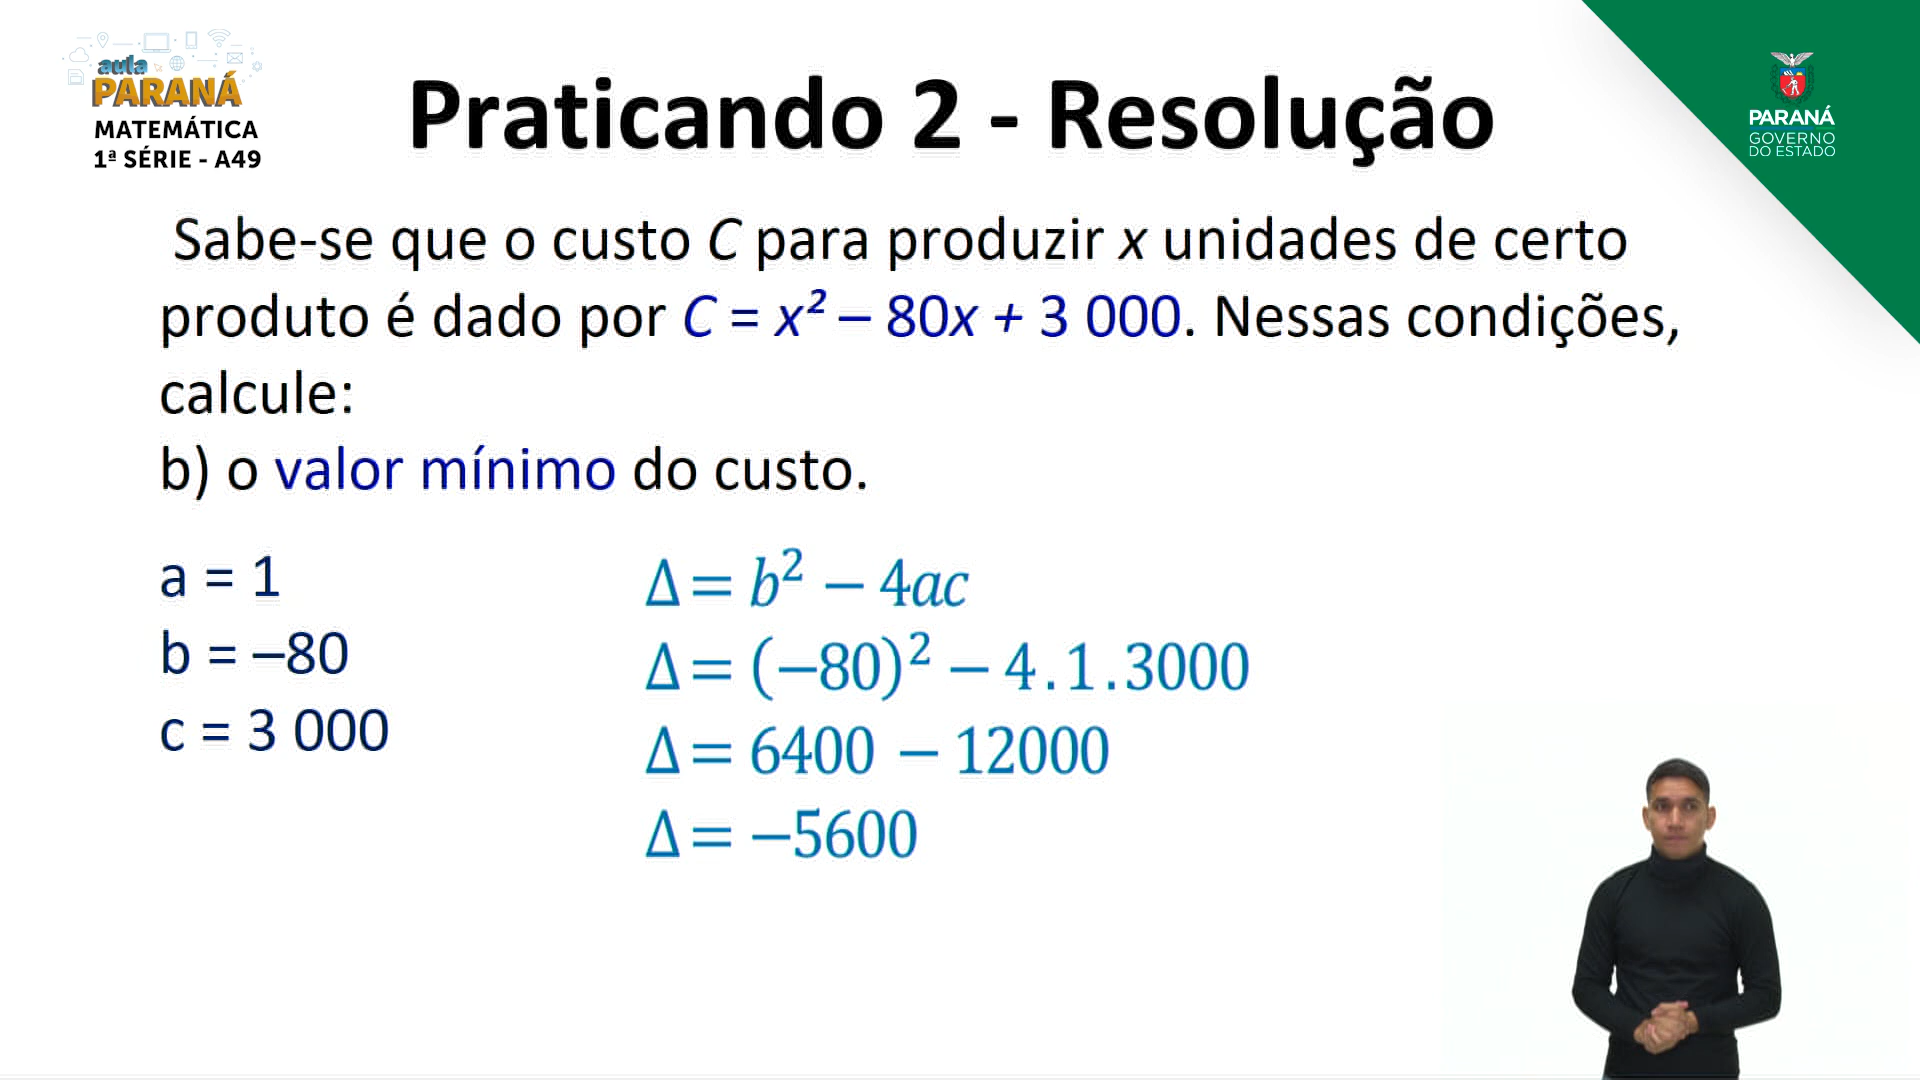 aula
PARANÁ
MATEMÁTICA
1ª SÉRIE - A49
Praticando 2 - Resolução
PARANÁ
GOVERNO
DO ESTADO
Sabe-se que o custo C para produzir x unidades de certo
produto é dado por C = x² – 80x + 3 000. Nessas condições,
calcule:
b) o valor mínimo do custo.
a = 1
b = –80
c = 3 000
Δ = b² − 4ac
Δ = (−80)² − 4.1.3000
Δ = 6400 − 12000
Δ = −5600